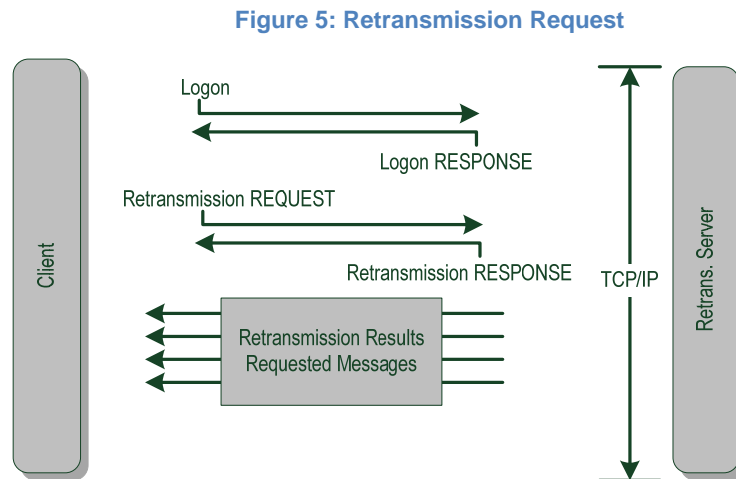 Figure 5: Retransmission Request
Logon
Logon RESPONSE
Retransmission REQUEST
Retransmission RESPONSE
Retransmission Results
Requested Messages
Client
TCP/IP
Retrans. Server